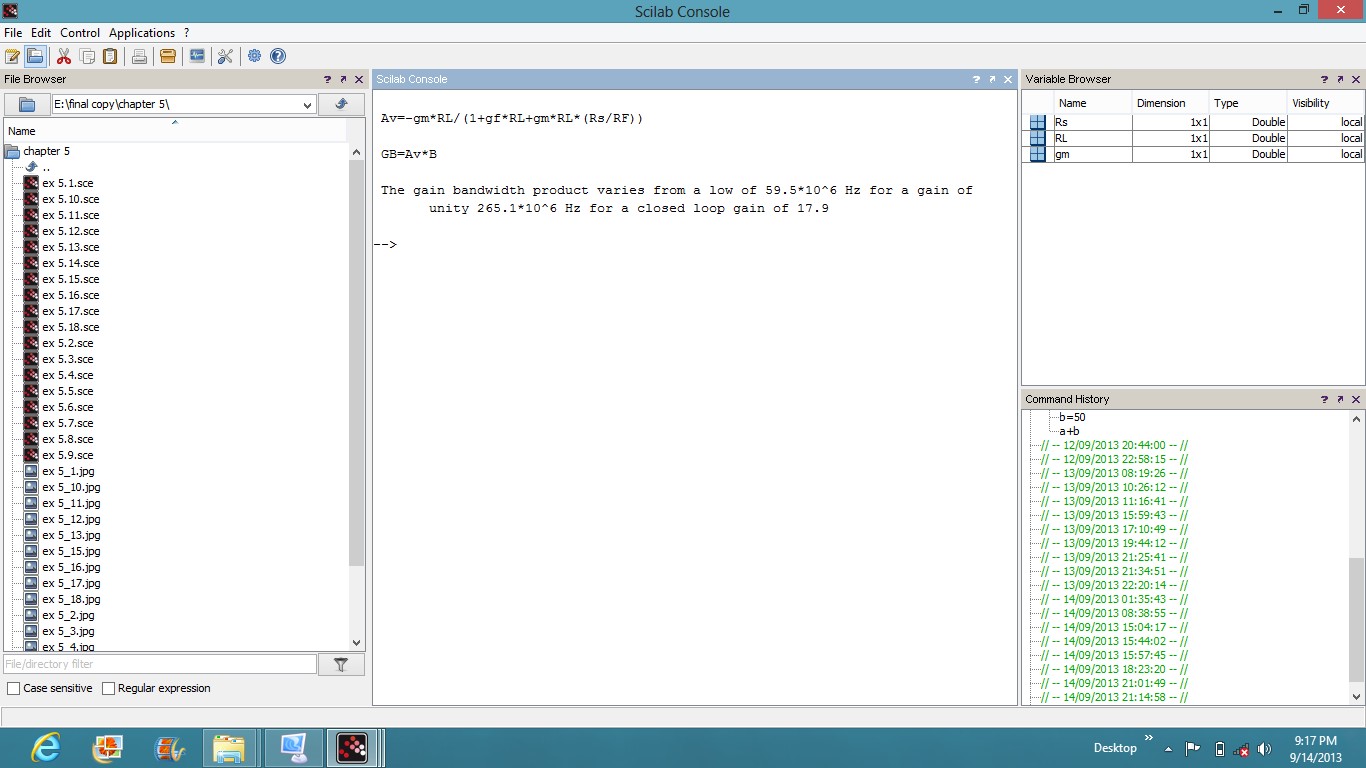 Scilab Console
File Edit Control Applications ?
File Browser
E:\final copy\chapter 5\
Name
chapter 5
..
ex 5.1.sce
ex 5.10.sce
ex 5.11.sce
ex 5.12.sce
ex 5.13.sce
ex 5.14.sce
ex 5.15.sce
ex 5.16.sce
ex 5.17.sce
ex 5.18.sce
ex 5.2.sce
ex 5.3.sce
ex 5.4.sce
ex 5.5.sce
ex 5.6.sce
ex 5.7.sce
ex 5.8.sce
ex 5.9.sce
ex 5_1.jpg
ex 5_10.jpg
ex 5_11.jpg
ex 5_12.jpg
ex 5_13.jpg
ex 5_15.jpg
ex 5_16.jpg
ex 5_17.jpg
ex 5_18.jpg
ex 5_2.jpg
ex 5_3.jpg
ex 5_4.jpg
File/directory filter
Case sensitive Regular expression
Scilab Console
Av=-gm*RL/(1+gf*RL+gm*RL*(Rs/RF))
GB=Av*B
The gain bandwidth product varies from a low of 59.5*10^6 Hz for a gain of
unity 265.1*10^6 Hz for a closed loop gain of 17.9
-->
Variable Browser
Name Dimension Type Visibility
Rs 1x1 Double local
RL 1x1 Double local
gm 1x1 Double local
Command History
b=50
a+b
// -- 12/09/2013 20:44:00 -- //
// -- 12/09/2013 22:58:15 -- //
// -- 13/09/2013 08:19:26 -- //
// -- 13/09/2013 10:26:12 -- //
// -- 13/09/2013 11:16:41 -- //
// -- 13/09/2013 15:59:43 -- //
// -- 13/09/2013 17:10:49 -- //
// -- 13/09/2013 19:44:12 -- //
// -- 13/09/2013 21:25:41 -- //
// -- 13/09/2013 21:34:51 -- //
// -- 13/09/2013 22:20:14 -- //
// -- 14/09/2013 01:35:43 -- //
// -- 14/09/2013 08:38:55 -- //
// -- 14/09/2013 15:04:17 -- //
// -- 14/09/2013 15:44:02 -- //
// -- 14/09/2013 15:57:45 -- //
// -- 14/09/2013 18:23:20 -- //
// -- 14/09/2013 21:01:49 -- //
// -- 14/09/2013 21:14:58 -- //
Desktop
9:17 PM
9/14/2013